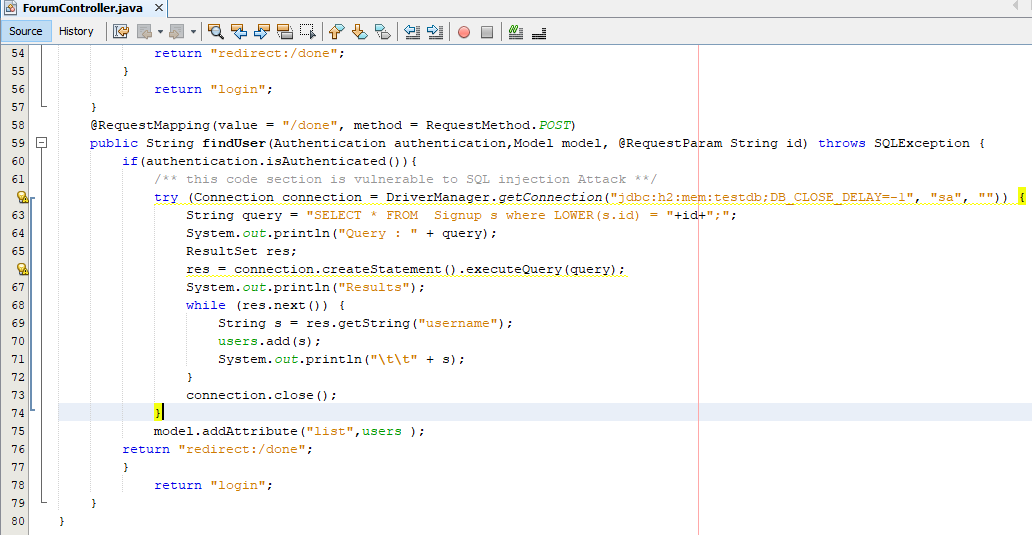 ForumController.java
Source History
54 return "redirect:/done";
55 }
56 return "login";
57 }
58 @RequestMapping(value = "/done", method = RequestMethod.POST)
59 public String findUser(Authentication authentication,Model model, @RequestParam String id) throws SQLException {
60 if(authentication.isAuthenticated()){
61 /** this code section is vulnerable to SQL injection Attack **/
try (Connection connection = DriverManager.getConnection("jdbc:h2:mem:testdb;DB_CLOSE_DELAY=-1", "sa", "")) {
63 String query = "SELECT * FROM  Signup s where LOWER(s.id) = "+id+";";
64 System.out.println("Query : " + query);
65 ResultSet res;
res = connection.createStatement().executeQuery(query);
67 System.out.println("Results");
68 while (res.next()) {
69 String s = res.getString("username");
70 users.add(s);
71 System.out.println("\t\t" + s);
72 }
73 connection.close();
74 }
75 model.addAttribute("list",users );
76 return "redirect:/done";
77 }
78 return "login";
79 }
80 }